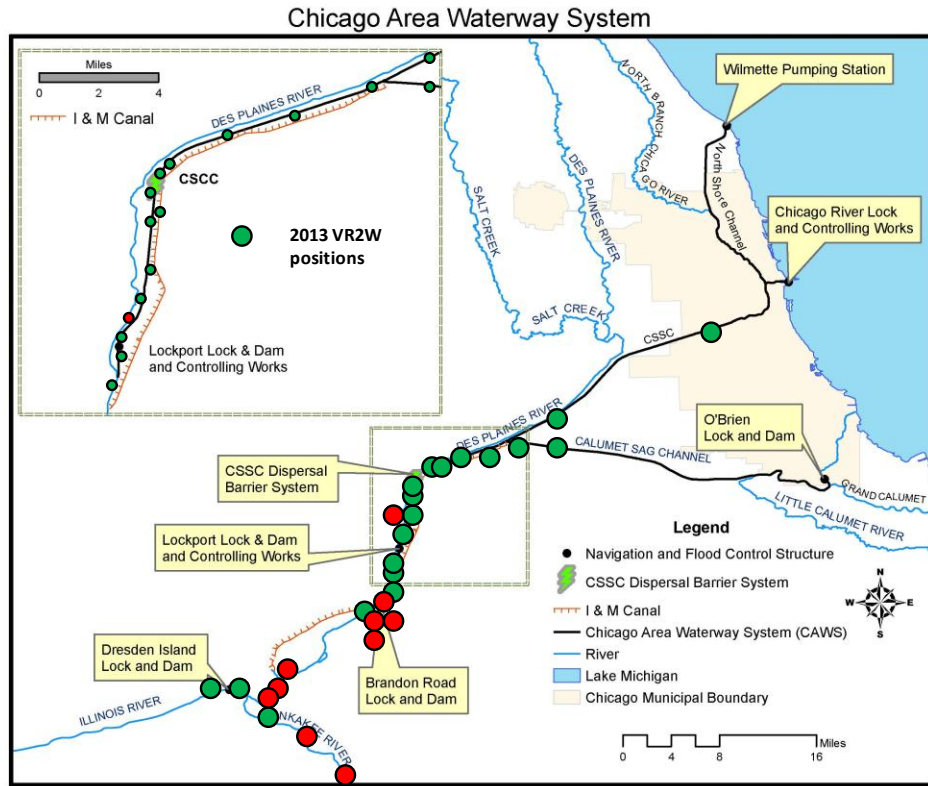 Chicago Area Waterway System
Miles
0 2 4
I & M Canal
DES PLAINES RIVER
CSCC
2013 VR2W
positions
Lockport Lock & Dam
and Controlling Works
SALT CREEK
DES PLAINES RIVER
SALT CREEK
NORTH BRANCH CHICAGO RIVER
North Shore Channel
Wilmette Pumping Station
Chicago River Lock
and Controlling Works
CSSC
O'Brien
Lock and Dam
DES PLAINES RIVER
CALUMET SAG CHANNEL
GRAND CALUMET
LITTLE CALUMET RIVER
CSSC Dispersal
Barrier System
Lockport Lock & Dam
and Controlling Works
Dresden Island
Lock and Dam
Brandon Road
Lock and Dam
ILLINOIS RIVER
NKAKEE RIVER
Legend
Navigation and Flood Control Structure
CSSC Dispersal Barrier System
I & M Canal
Chicago Area Waterway System (CAWS)
River
Lake Michigan
Chicago Municipal Boundary
N
W E
S
Miles
0 4 8 16